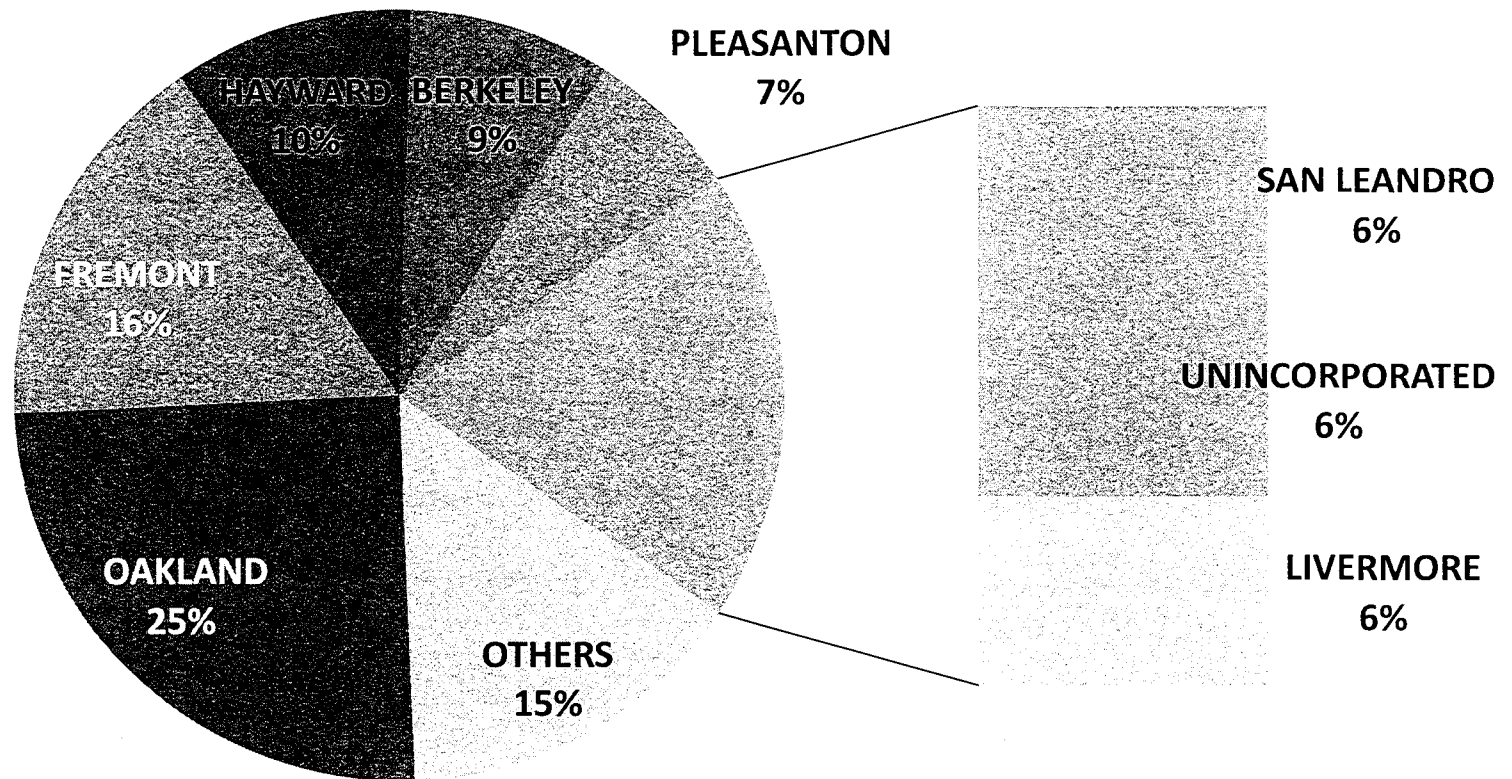 PLEASANTON
7%
HAYWARD
10%
BERKELEY
9%
SAN LEANDRO
6%
FREMONT
16%
UNINCORPORATED
6%
OAKLAND
25%
LIVERMORE
6%
OTHERS
15%